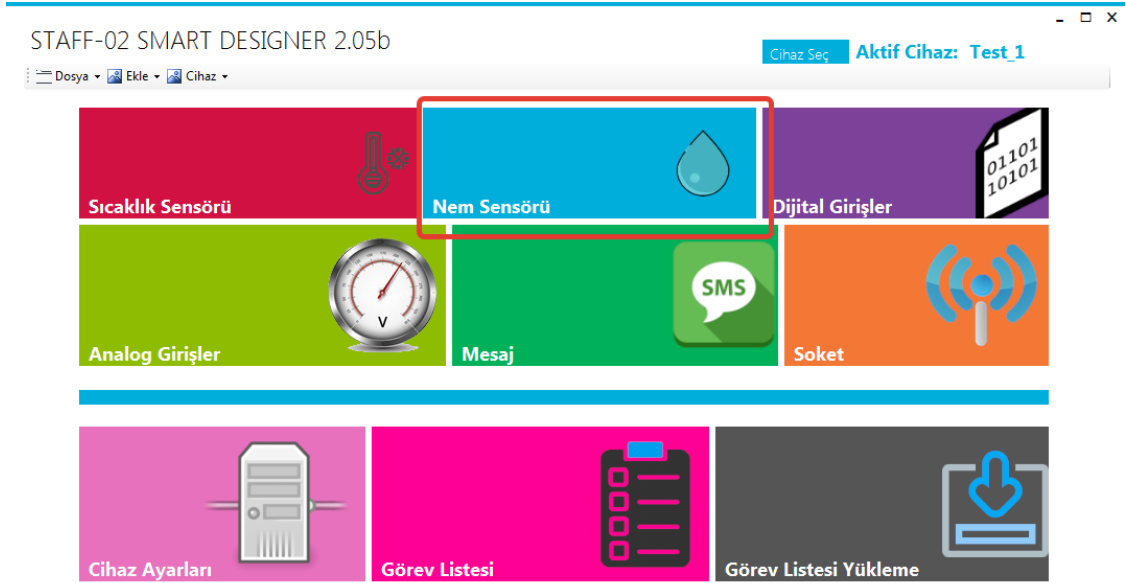 STAFF-02 SMART DESIGNER 2.05b
Cihaz Seç Aktif Cihaz: Test_1
Dosya Ekle Cihaz
Sıcaklık Sensörü
Nem Sensörü
01101
10101
Dijital Girişler
V
Analog Girişler
SMS
Mesaj
Soket
Cihaz Ayarları
Görev Listesi
Görev Listesi Yükleme